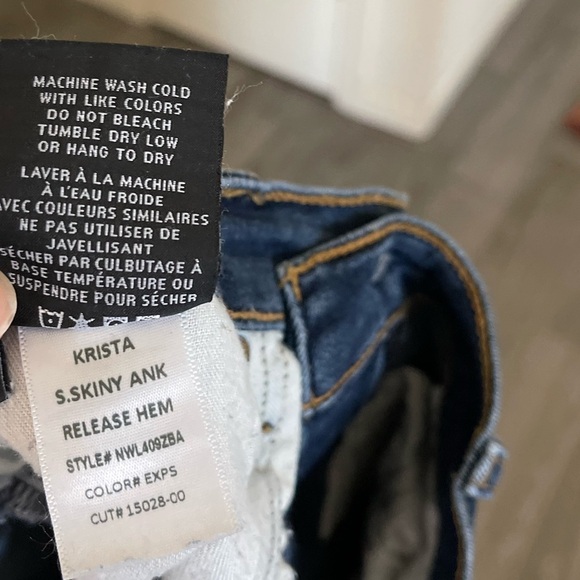 MACHINE WASH COLD
WITH LIKE COLORS
DO NOT BLEACH
TUMBLE DRY LOW
OR HANG TO DRY
LAVER À LA MACHINE
À L'EAU FROIDE
AVEC COULEURS SIMILAIRES
NE PAS UTILISER DE
JAVELLISANT
SÉCHER PAR CULBUTAGE À
BASE TEMPÉRATURE OU
SUSPENDRE POUR SÉCHER
KRISTA
S.SKINY ANK
RELEASE HEM
STYLE# NWL409ZBA
COLOR# EXPS
CUT# 15028-00